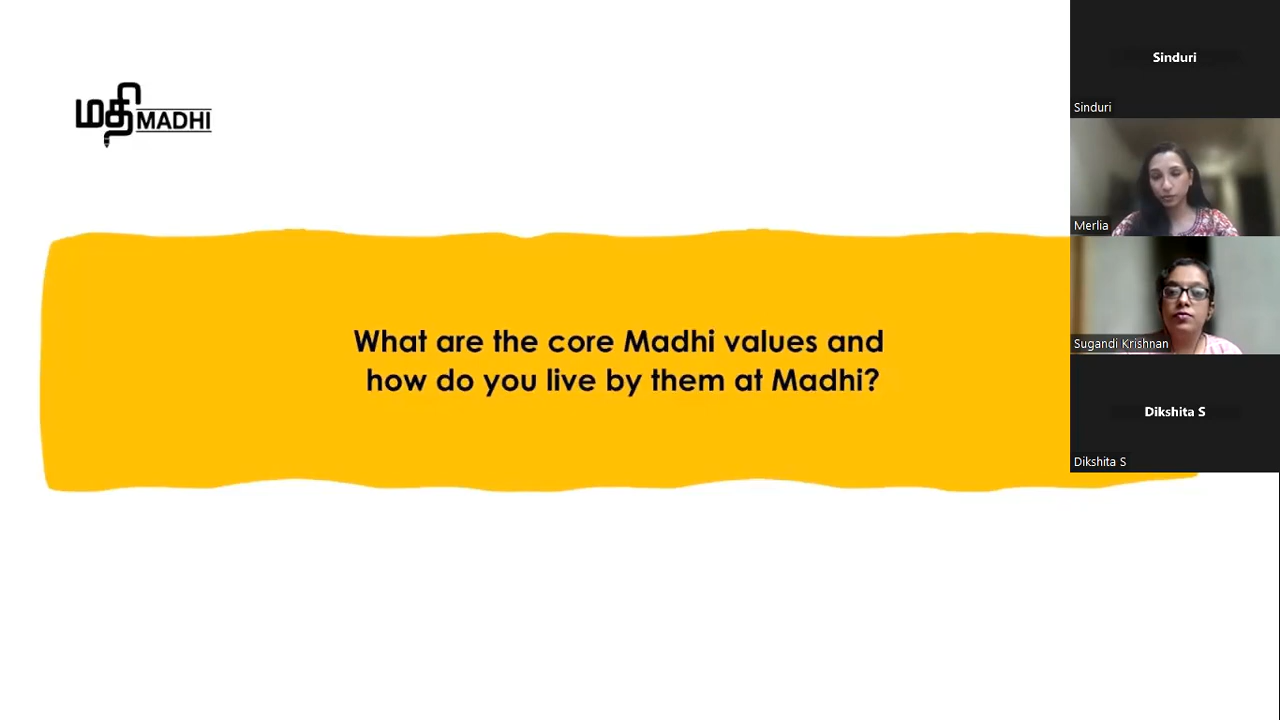 மதி MADHI
What are the core Madhi values and
how do you live by them at Madhi?
Sinduri
Sinduri
Merlia
Sugandi Krishnan
Dikshita S
Dikshita S